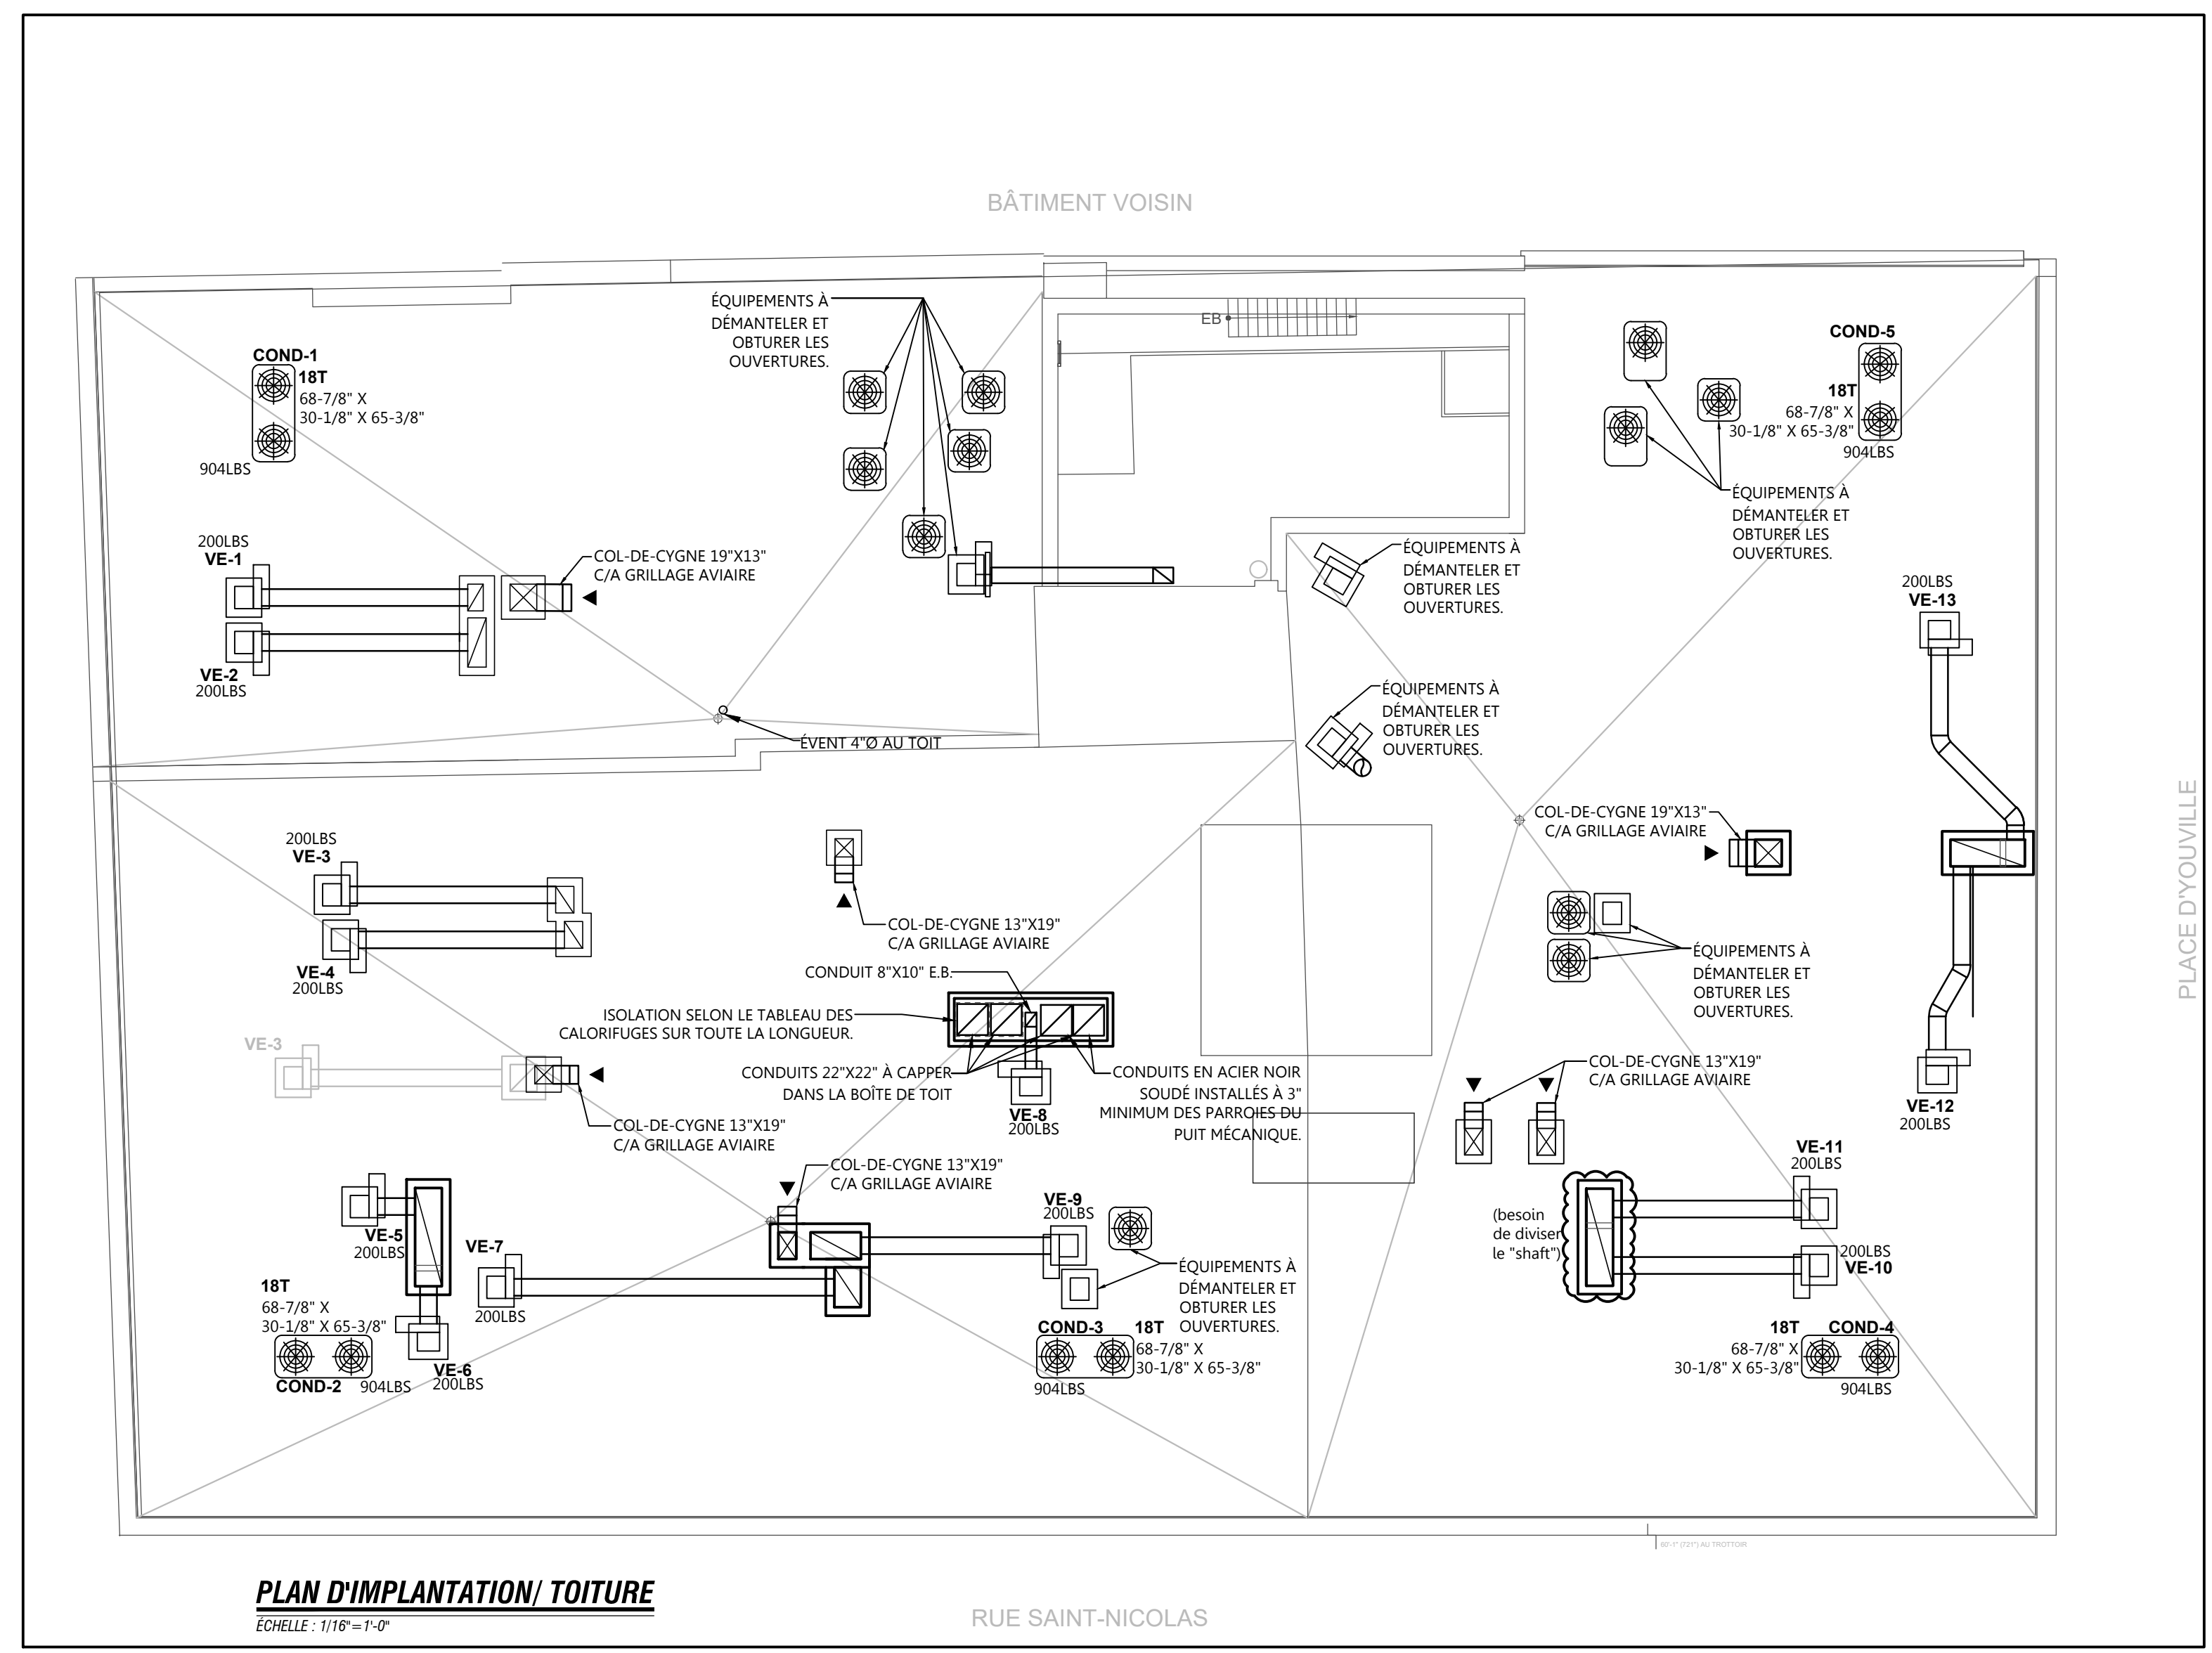 BÂTIMENT VOISIN
ÉQUIPEMENTS À
DÉMANTELER ET
OBTURER LES
OUVERTURES.
EB
COND-1
18T
68-7/8" X
30-1/8" X 65-3/8"
904LBS
COND-5
18T
68-7/8" X
30-1/8" X 65-3/8"
904LBS
ÉQUIPEMENTS À
DÉMANTELER ET
OBTURER LES
OUVERTURES.
200LBS
VE-1
COL-DE-CYGNE 19"X13"
C/A GRILLAGE AVIAIRE
VE-2
200LBS
ÉQUIPEMENTS À
DÉMANTELER ET
OBTURER LES
OUVERTURES.
200LBS
VE-13
ÉQUIPEMENTS À
DÉMANTELER ET
OBTURER LES
OUVERTURES.
ÉVENT 4"Ø AU TOIT
200LBS
VE-3
VE-4
200LBS
COL-DE-CYGNE 13"X19"
C/A GRILLAGE AVIAIRE
COL-DE-CYGNE 19"X13"
C/A GRILLAGE AVIAIRE
PLACE D'YOUVILLE
CONDUIT 8"X10" E.B.
ISOLATION SELON LE TABLEAU DES
CALORIFUGES SUR TOUTE LA LONGUEUR.
ÉQUIPEMENTS À
DÉMANTELER ET
OBTURER LES
OUVERTURES.
VE-3
CONDUITS 22"X22" À CAPPER
DANS LA BOÎTE DE TOIT
CONDUITS EN ACIER NOIR
SOUDÉ INSTALLÉS À 3"
MINIMUM DES PARROIES DU
PUIT MÉCANIQUE.
VE-8
200LBS
COL-DE-CYGNE 13"X19"
C/A GRILLAGE AVIAIRE
COL-DE-CYGNE 13"X19"
C/A GRILLAGE AVIAIRE
VE-12
200LBS
COL-DE-CYGNE 13"X19"
C/A GRILLAGE AVIAIRE
VE-11
200LBS
VE-5
200LBS
VE-7
200LBS
VE-9
200LBS
(besoin
de diviser
le "shaft")
200LBS
VE-10
ÉQUIPEMENTS À
DÉMANTELER ET
OBTURER LES
OUVERTURES.
18T
68-7/8" X
30-1/8" X 65-3/8"
COND-2
904LBS
VE-6
200LBS
COND-3
18T
68-7/8" X
30-1/8" X 65-3/8"
904LBS
18T
COND-4
68-7/8" X
30-1/8" X 65-3/8"
904LBS
60'-1" (721") AU TROTTOIR
PLAN D'IMPLANTATION/ TOITURE
ÉCHELLE : 1/16"=1'-0"
RUE SAINT-NICOLAS